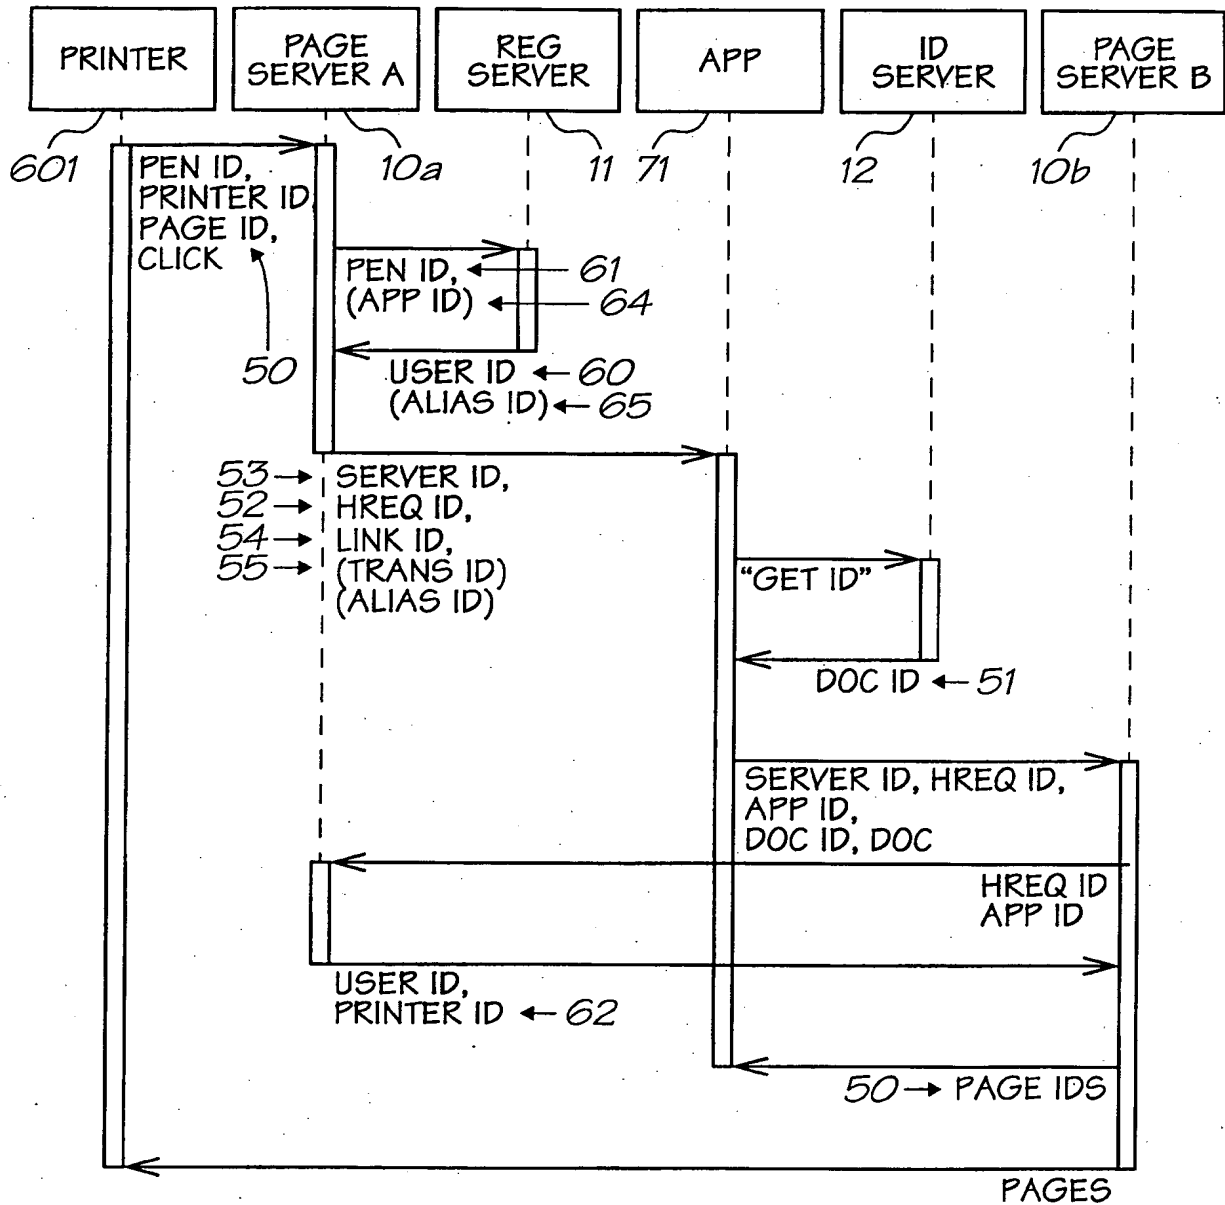 PRINTER
PAGE
SERVER A
REG
SERVER
APP
ID
SERVER
PAGE
SERVER B
601
10a
11
71
12
10b
PEN ID,
PRINTER ID,
PAGE ID,
CLICK
50
PEN ID, 61
(APP ID) 64
USER ID 60
(ALIAS ID) 65
53 SERVER ID,
52 HREQ ID,
54 LINK ID,
55 (TRANS ID)
(ALIAS ID)
"GET ID"
DOC ID 51
SERVER ID, HREQ ID,
APP ID,
DOC ID, DOC
HREQ ID
APP ID
USER ID,
PRINTER ID 62
50 PAGE IDS
PAGES